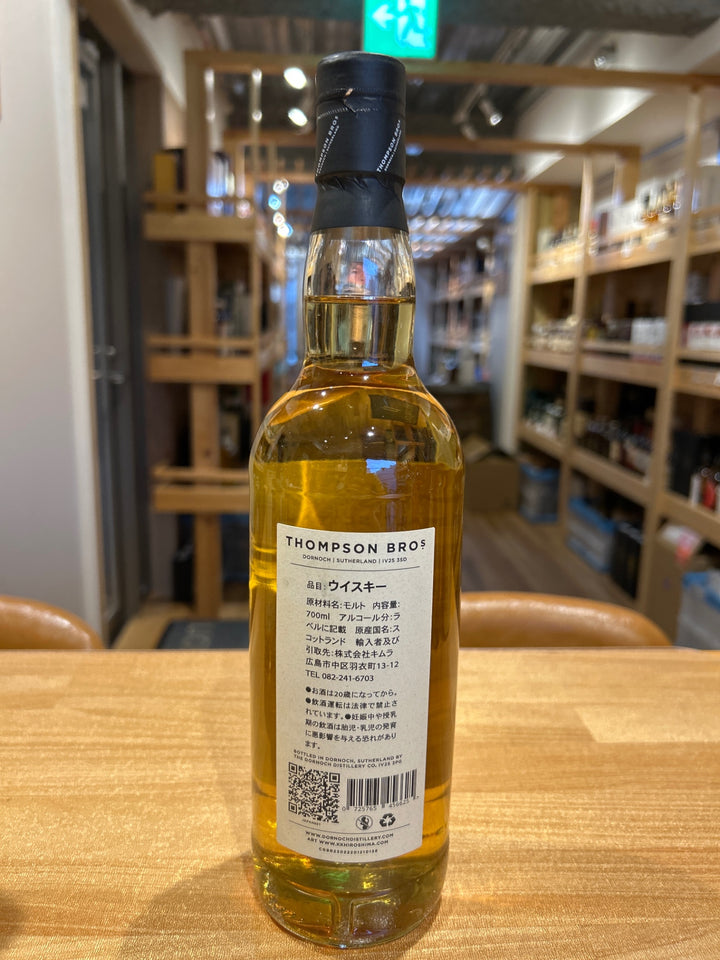 THOMPSON BROS
THOMPSON BROS
THOMPSON BROS.
DORNOCH | SUTHERLAND | IV25 3SD
品目:ウイスキー
原材料名:モルト 内容量:
700ml アルコール分:ラ
ベルに記載 原産国名:ス
コットランド 輸入者及び
引取先:株式会社キムラ
広島市中区羽衣町13-12
TEL 082-241-6703
●お酒は20歳になってから。
●飲酒運転は法律で禁止さ
れています。●妊娠中や授乳
期の飲酒は胎児・乳児の発育
に悪影響を与える恐れがあり
ます。
BOTTLED IN DORNOCH, SUTHERLAND BY
THE DORNOCH DISTILLERY CO. IV25 3PG
WWW.DORNOCHDISTILLERY.COM
ART WWW.KKHIROSHIMA.COM